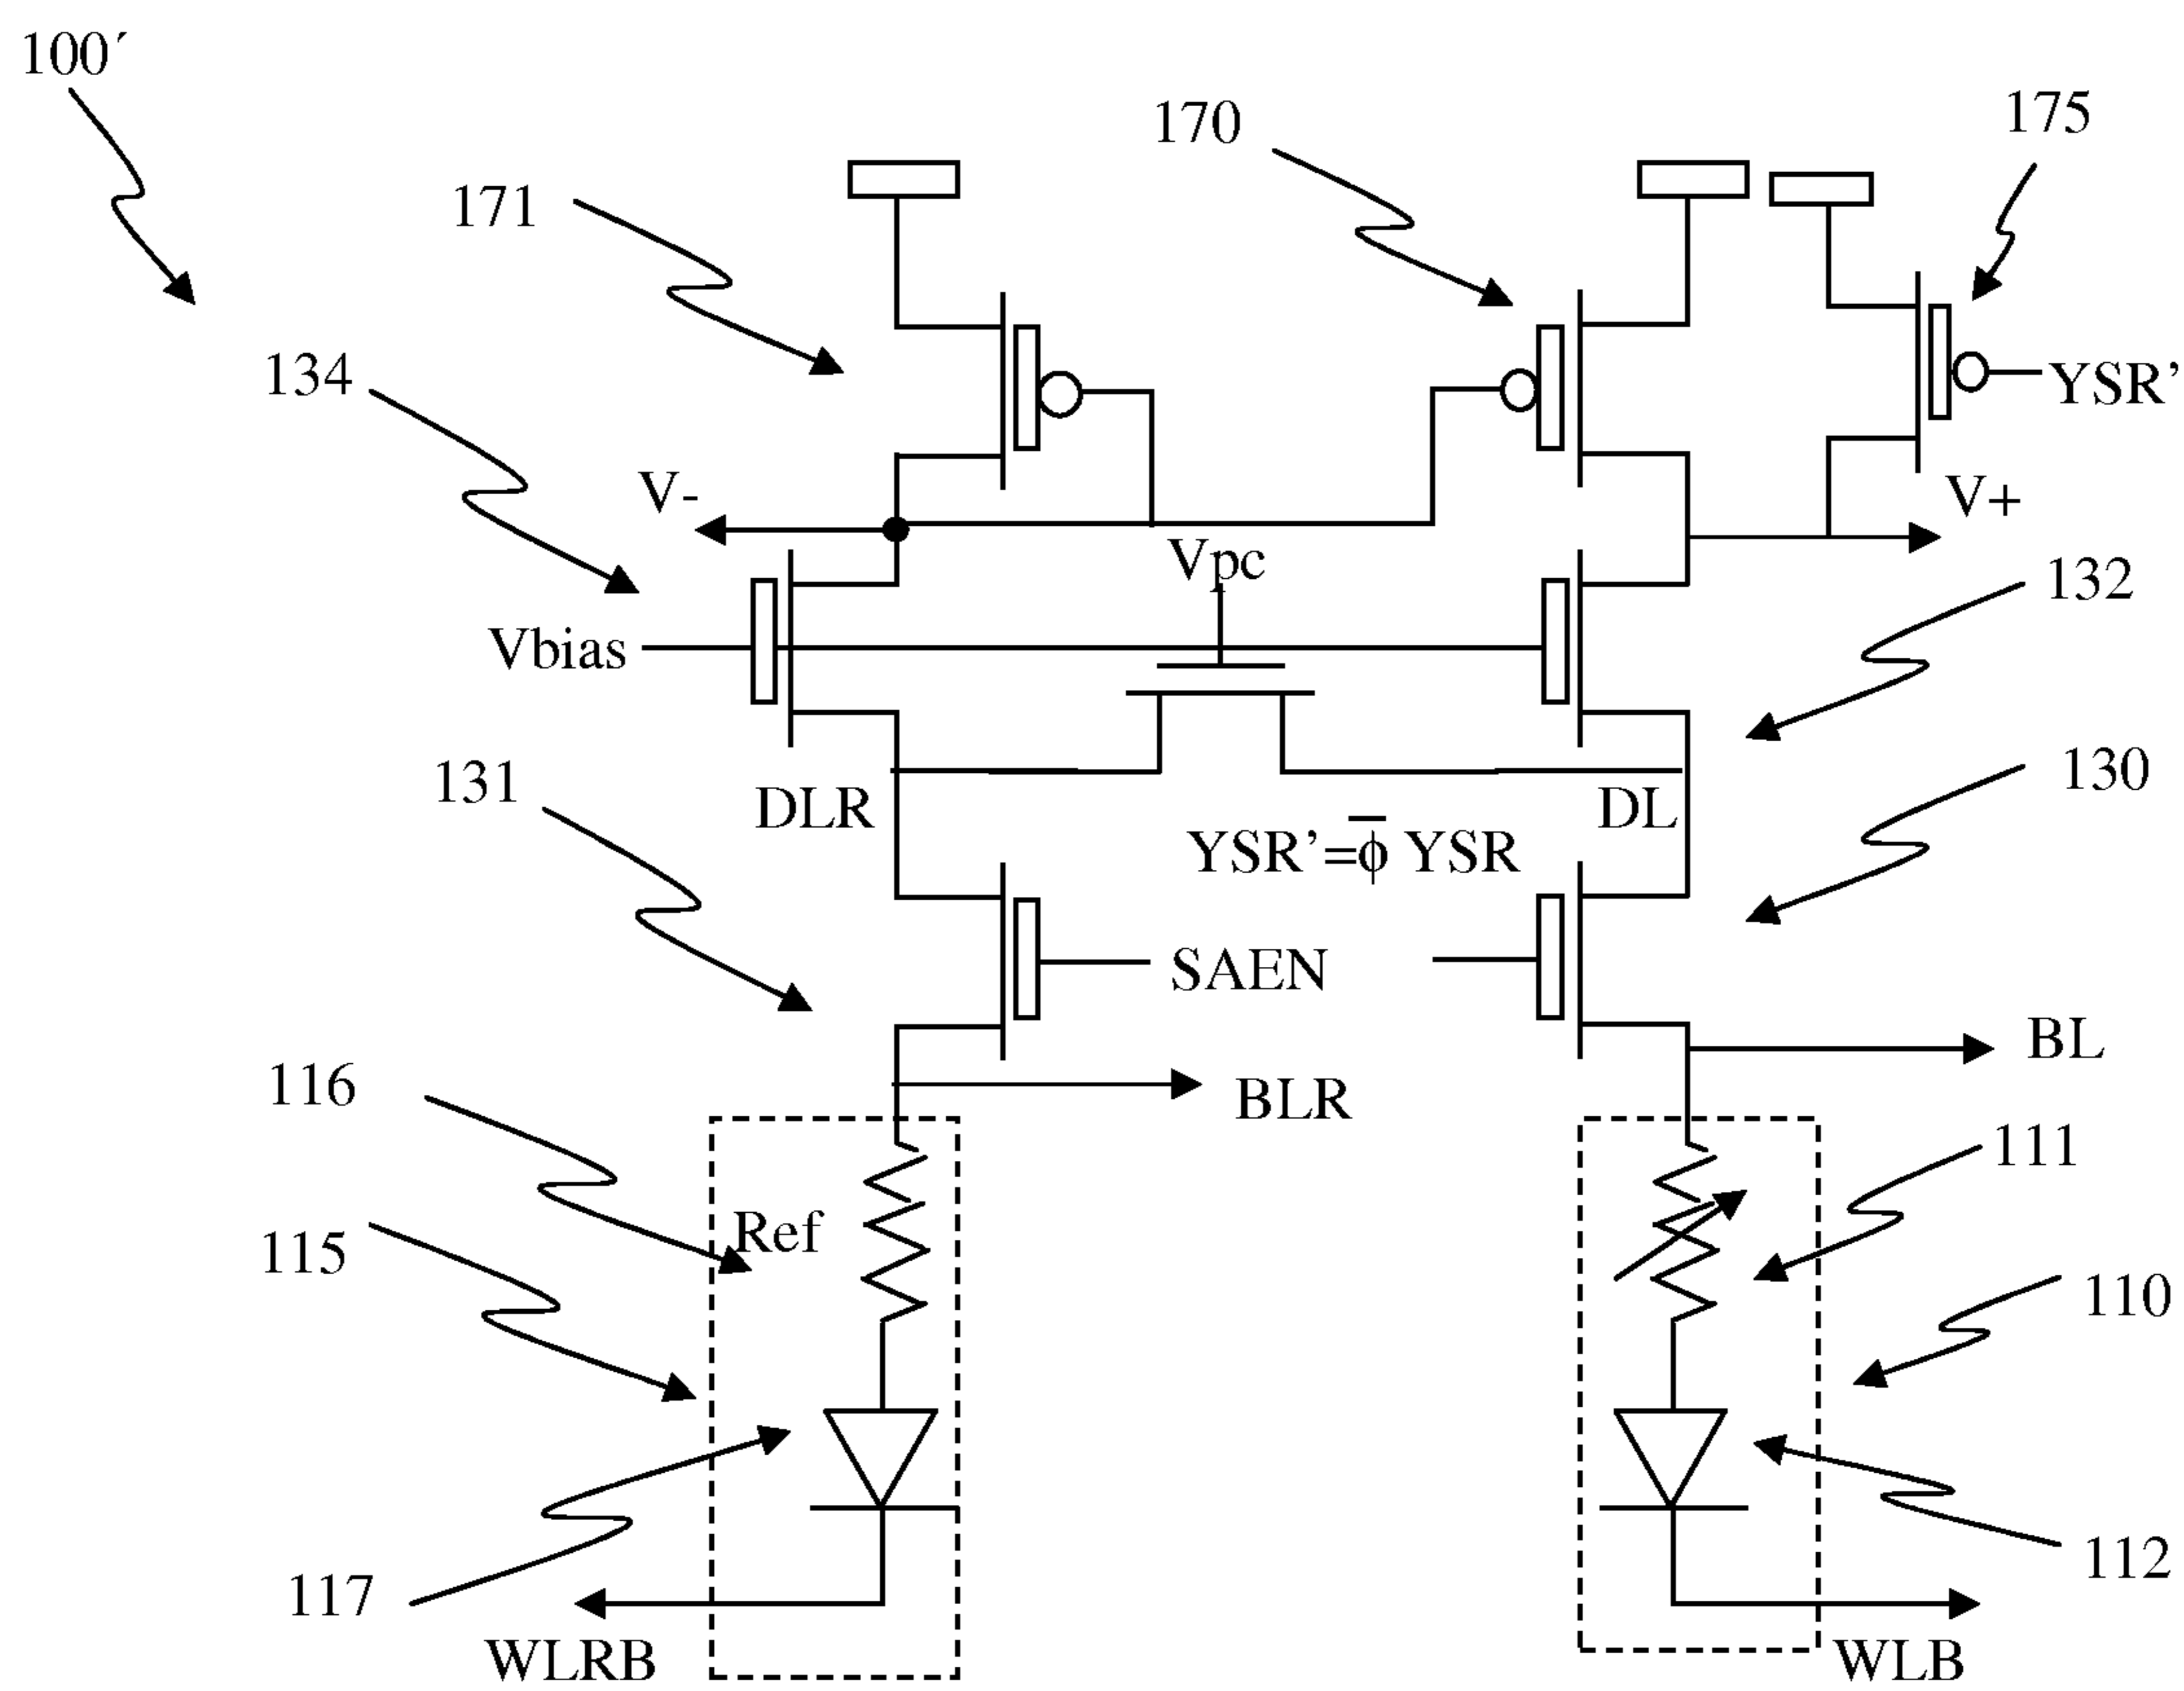 100´
170
175
171
134
YSR'
V-
V+
Vpc
132
Vbias
131
130
DLR
DL
YSR'=ϕ̅ YSR
SAEN
BL
116
BLR
111
Ref
115
110
117
112
WLRB
WLB